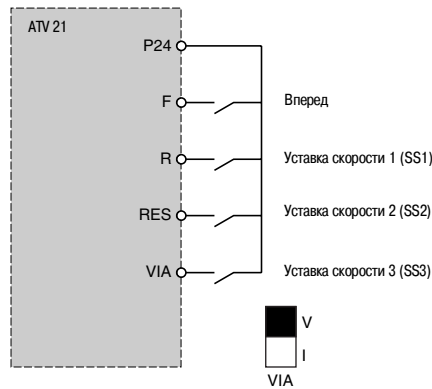 ATV 21
P24
F
Вперед
R
Уставка скорости 1 (SS1)
RES
Уставка скорости 2 (SS2)
VIA
Уставка скорости 3 (SS3)
V
I
VIA